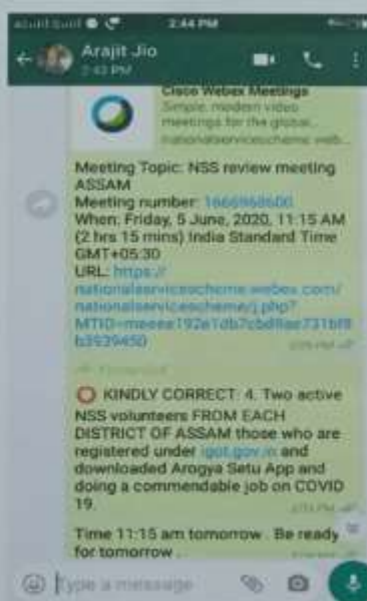 2:44 PM
Arajit Jio
2:43 PM
Cisco Webex Meetings
Simple, modern video
meetings for the global...
nationalservicescheme.web...
Meeting Topic: NSS review meeting
ASSAM
Meeting number: 1666968600
When: Friday, 5 June, 2020, 11:15 AM
(2 hrs 15 mins) India Standard Time
GMT+05:30
URL: https://
nationalservicescheme.webex.com/
nationalservicescheme/j.php?
KINDLY CORRECT: 4. Two active
NSS volunteers FROM EACH
DISTRICT OF ASSAM those who are
registered under igot.gov.in and
downloaded Arogya Setu App and
doing a commendable job on COVID
19.
Time 11:15 am tomorrow . Be ready
for tomorrow .
Type a message